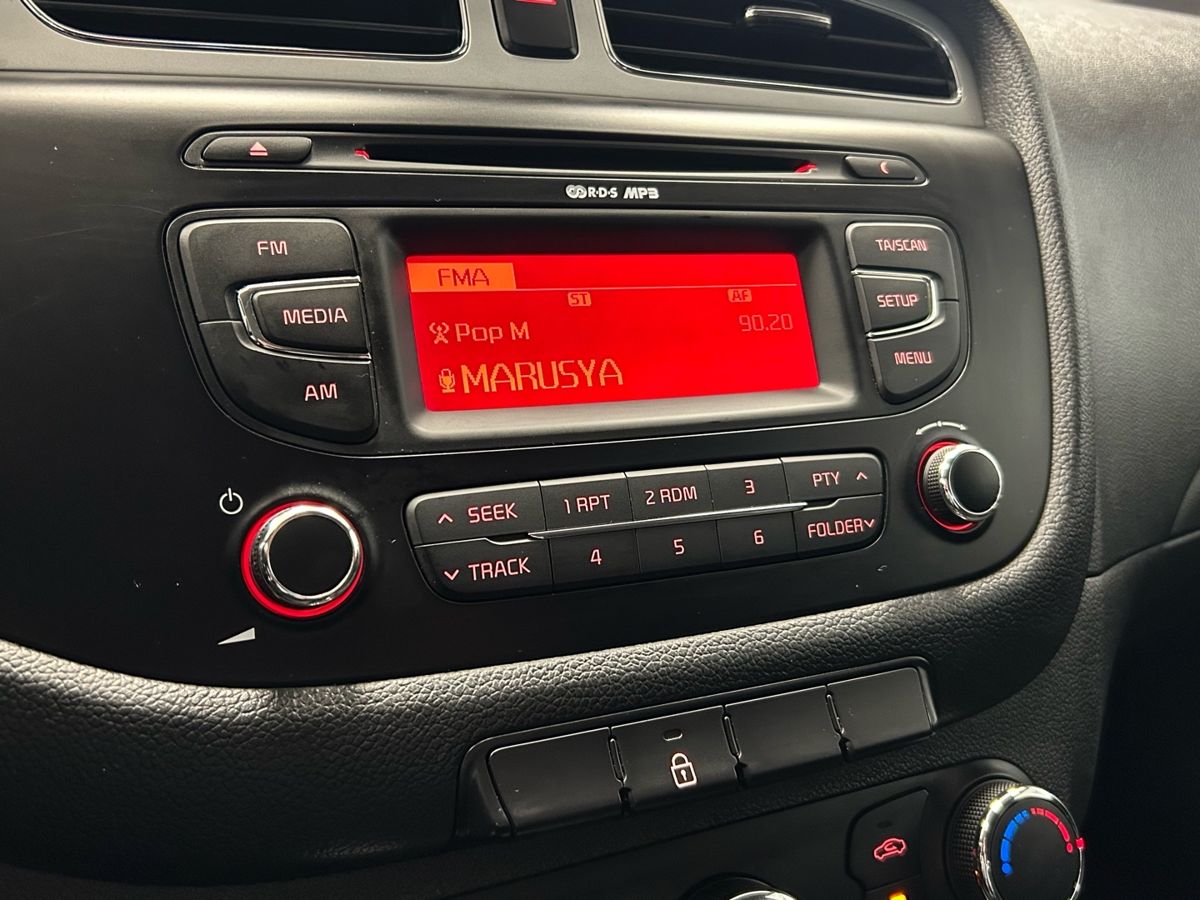 R·D·S MP3
FM
MEDIA
AM
FMA
ST
AF
Pop M
90.20
MARUSYA
TA/SCAN
SETUP
MENU
SEEK
1 RPT
2 RDM
3
PTY
TRACK
4
5
6
FOLDER